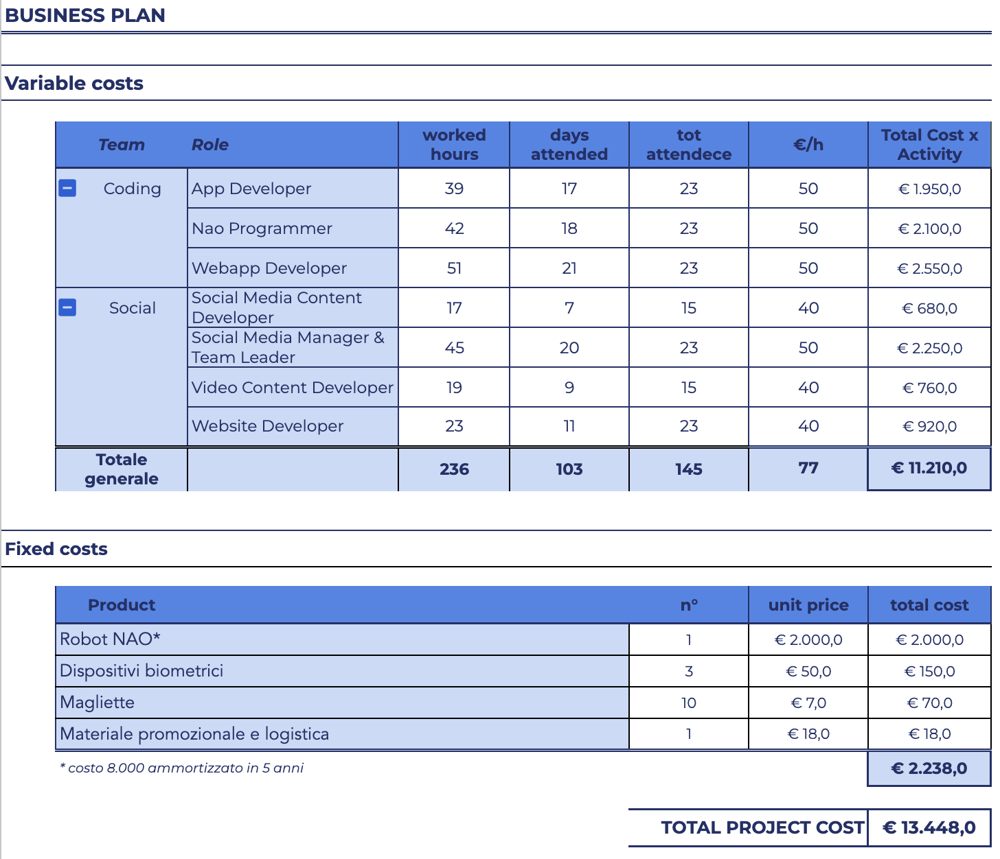 BUSINESS PLAN
Variable costs
Team Role worked hours days attended tot attendece €/h Total Cost x Activity
Coding App Developer 39 17 23 50 € 1.950,0
Nao Programmer 42 18 23 50 € 2.100,0
Webapp Developer 51 21 23 50 € 2.550,0
Social Social Media Content Developer 17 7 15 40 € 680,0
Social Media Manager & Team Leader 45 20 23 50 € 2.250,0
Video Content Developer 19 9 15 40 € 760,0
Website Developer 23 11 23 40 € 920,0
Totale generale 236 103 145 77 € 11.210,0
Fixed costs
Product n° unit price total cost
Robot NAO* 1 € 2.000,0 € 2.000,0
Dispositivi biometrici 3 € 50,0 € 150,0
Magliette 10 € 7,0 € 70,0
Materiale promozionale e logistica 1 € 18,0 € 18,0
* costo 8.000 ammortizzato in 5 anni € 2.238,0
TOTAL PROJECT COST € 13.448,0